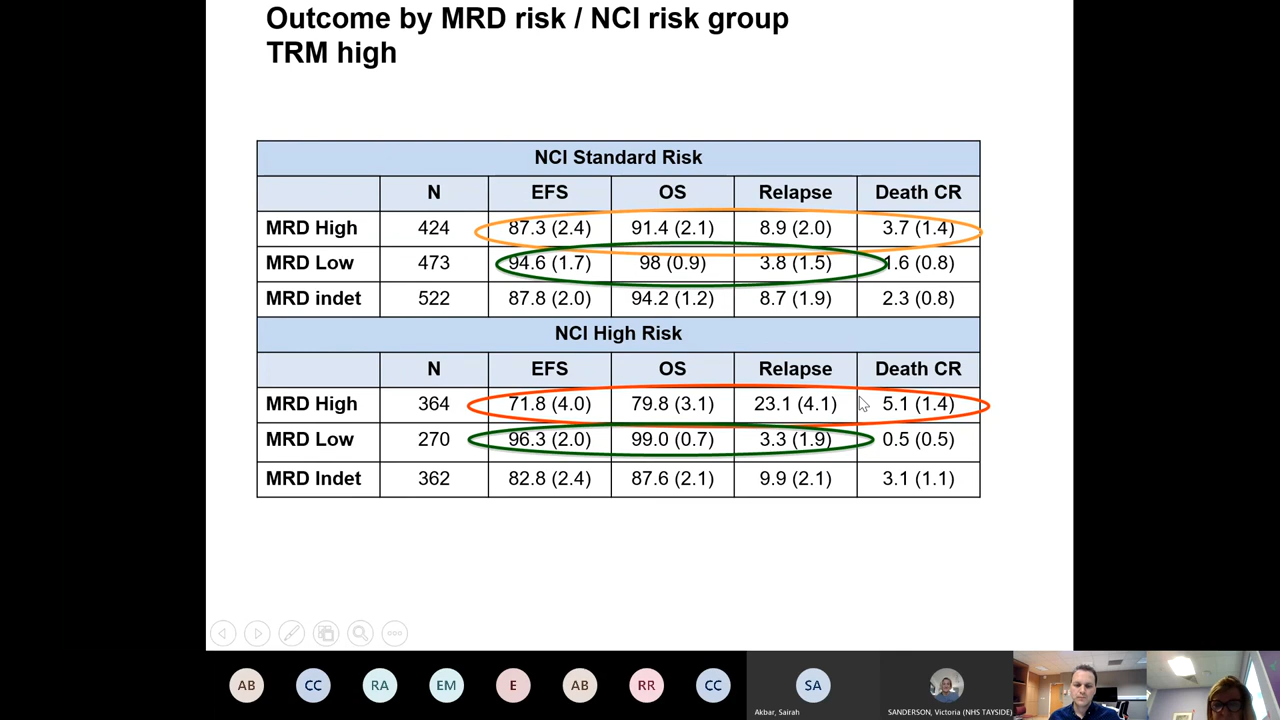 Outcome by MRD risk / NCI risk group
TRM high
NCI Standard Risk
N EFS OS Relapse Death CR
MRD High 424 87.3 (2.4) 91.4 (2.1) 8.9 (2.0) 3.7 (1.4)
MRD Low 473 94.6 (1.7) 98 (0.9) 3.8 (1.5) 1.6 (0.8)
MRD indet 522 87.8 (2.0) 94.2 (1.2) 8.7 (1.9) 2.3 (0.8)
NCI High Risk
N EFS OS Relapse Death CR
MRD High 364 71.8 (4.0) 79.8 (3.1) 23.1 (4.1) 5.1 (1.4)
MRD Low 270 96.3 (2.0) 99.0 (0.7) 3.3 (1.9) 0.5 (0.5)
MRD Indet 362 82.8 (2.4) 87.6 (2.1) 9.9 (2.1) 3.1 (1.1)
AB CC RA EM E AB RR CC SA
Akbar, Sairah SANDERSON, Victoria (NHS TAYSIDE)